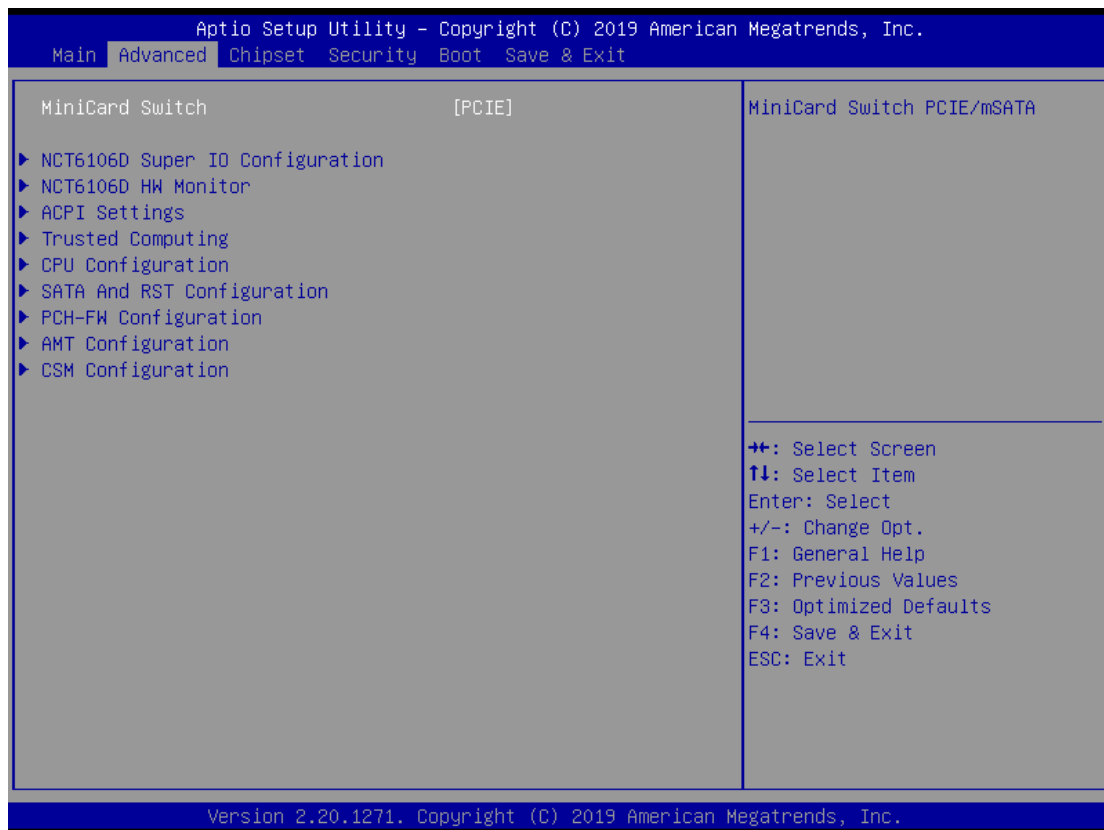 Aptio Setup Utility – Copyright (C) 2019 American Megatrends, Inc.
Main Advanced Chipset Security Boot Save & Exit
MiniCard Switch [PCIE]
▶ NCT6106D Super IO Configuration
▶ NCT6106D HW Monitor
▶ ACPI Settings
▶ Trusted Computing
▶ CPU Configuration
▶ SATA And RST Configuration
▶ PCH-FW Configuration
▶ AMT Configuration
▶ CSM Configuration
MiniCard Switch PCIE/mSATA
→←: Select Screen
↑↓: Select Item
Enter: Select
+/-: Change Opt.
F1: General Help
F2: Previous Values
F3: Optimized Defaults
F4: Save & Exit
ESC: Exit
Version 2.20.1271. Copyright (C) 2019 American Megatrends, Inc.